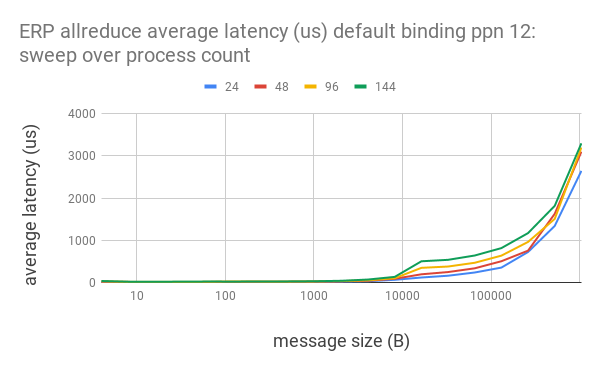 ERP allreduce average latency (us) default binding ppn 12:
sweep over process count
24 48 96 144
average latency (us)
4000
3000
2000
1000
0
10 100 1000 10000 100000
message size (B)